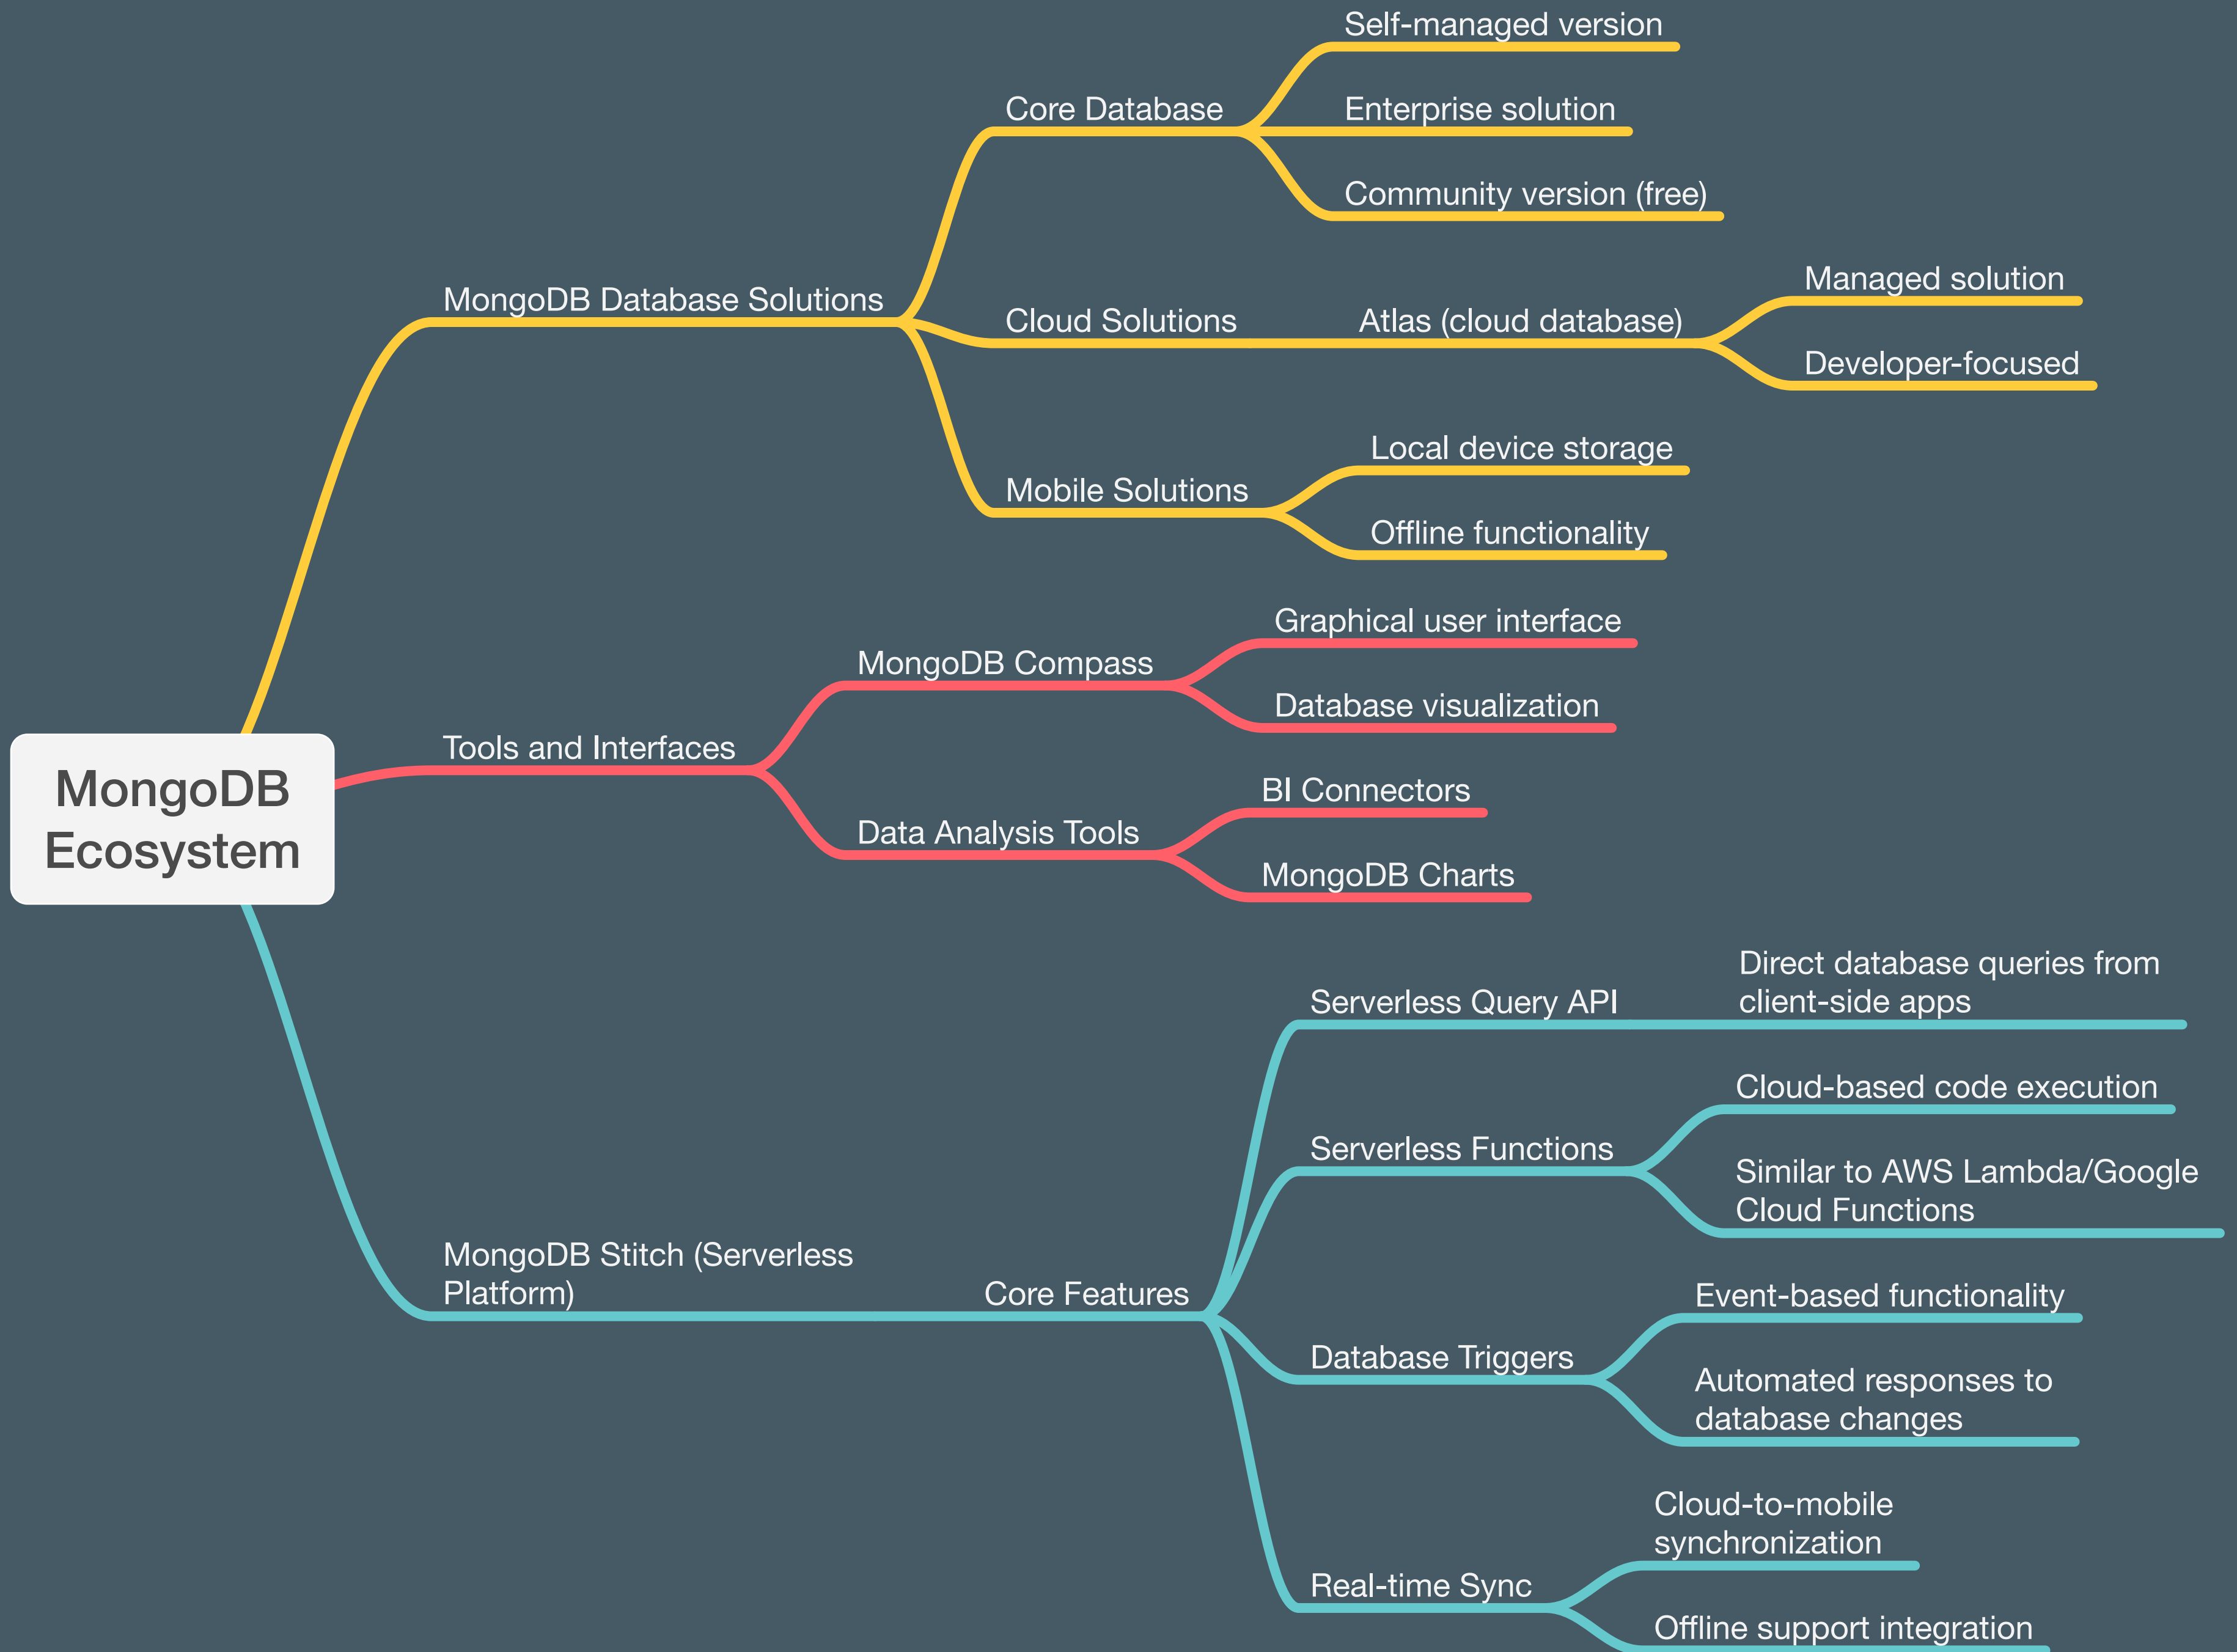 MongoDB
Ecosystem
MongoDB Database Solutions
Core Database
Self-managed version
Enterprise solution
Community version (free)
Cloud Solutions
Atlas (cloud database)
Managed solution
Developer-focused
Mobile Solutions
Local device storage
Offline functionality
Tools and Interfaces
MongoDB Compass
Graphical user interface
Database visualization
Data Analysis Tools
BI Connectors
MongoDB Charts
MongoDB Stitch (Serverless
Platform)
Core Features
Serverless Query API
Direct database queries from
client-side apps
Serverless Functions
Cloud-based code execution
Similar to AWS Lambda/Google
Cloud Functions
Database Triggers
Event-based functionality
Automated responses to
database changes
Real-time Sync
Cloud-to-mobile
synchronization
Offline support integration